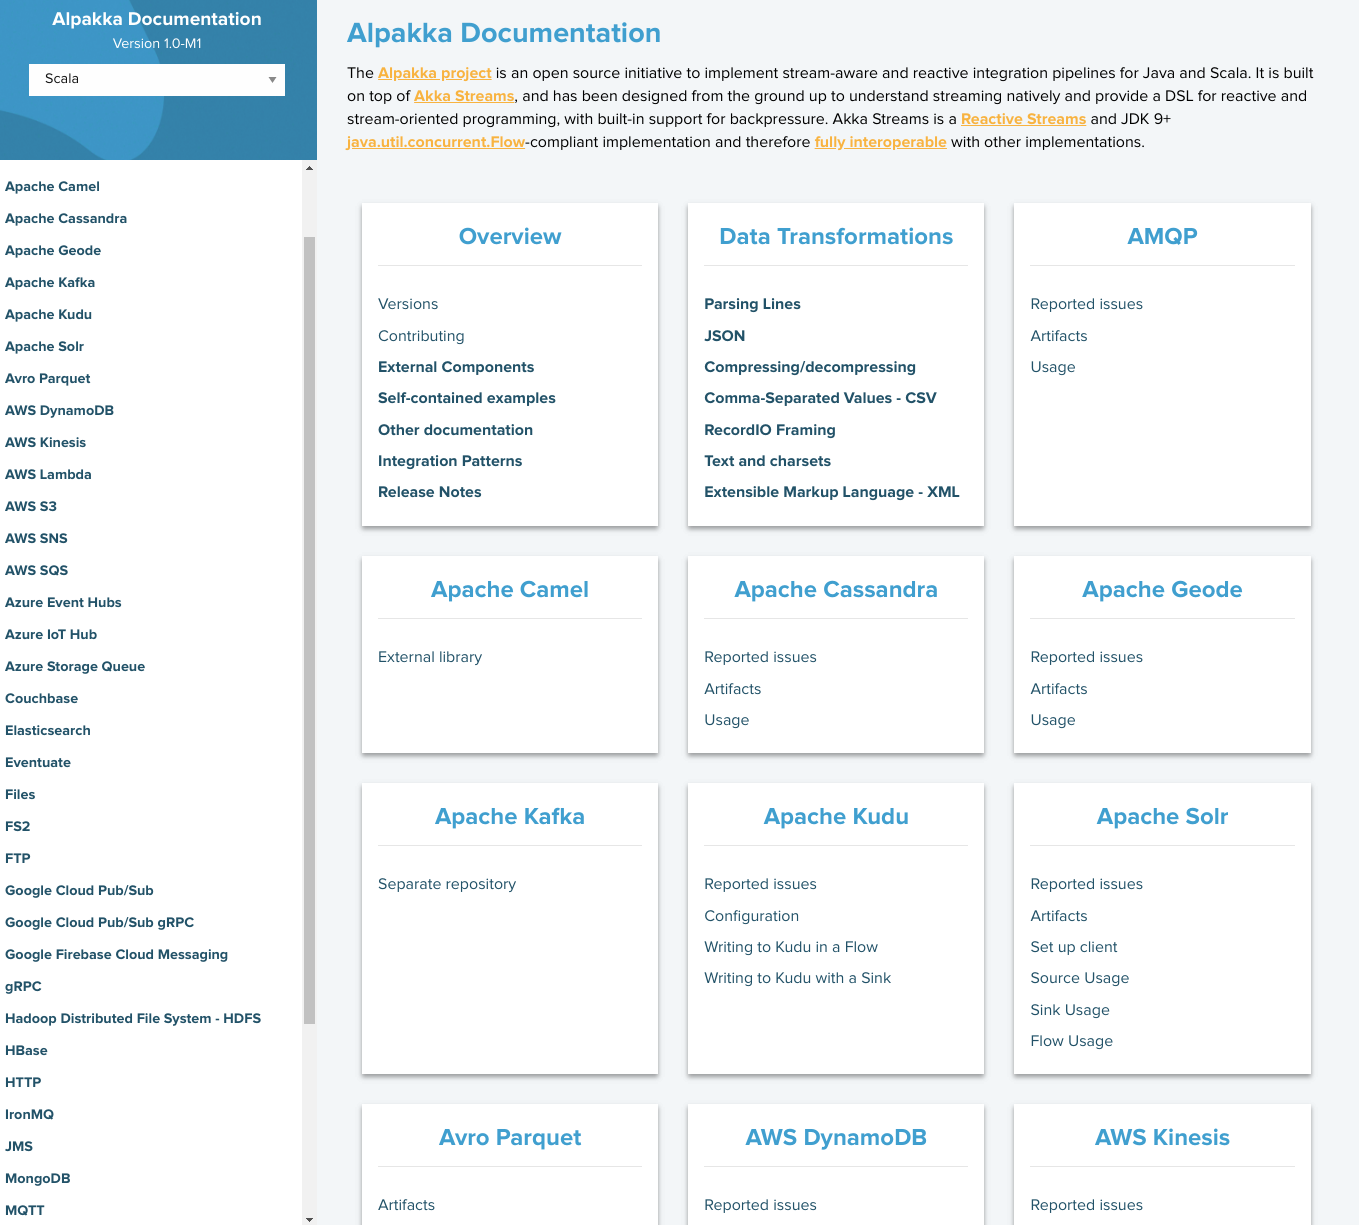 Alpakka Documentation
Version 1.0-M1
Scala
Apache Camel
Apache Cassandra
Apache Geode
Apache Kafka
Apache Kudu
Apache Solr
Avro Parquet
AWS DynamoDB
AWS Kinesis
AWS Lambda
AWS S3
AWS SNS
AWS SQS
Azure Event Hubs
Azure IoT Hub
Azure Storage Queue
Couchbase
Elasticsearch
Eventuate
Files
FS2
FTP
Google Cloud Pub/Sub
Google Cloud Pub/Sub gRPC
Google Firebase Cloud Messaging
gRPC
Hadoop Distributed File System - HDFS
HBase
HTTP
IronMQ
JMS
MongoDB
MQTT
Alpakka Documentation
The Alpakka project is an open source initiative to implement stream-aware and reactive integration pipelines for Java and Scala. It is built
on top of Akka Streams, and has been designed from the ground up to understand streaming natively and provide a DSL for reactive and
stream-oriented programming, with built-in support for backpressure. Akka Streams is a Reactive Streams and JDK 9+
java.util.concurrent.Flow-compliant implementation and therefore fully interoperable with other implementations.
Overview
Versions
Contributing
External Components
Self-contained examples
Other documentation
Integration Patterns
Release Notes
Data Transformations
Parsing Lines
JSON
Compressing/decompressing
Comma-Separated Values - CSV
RecordIO Framing
Text and charsets
Extensible Markup Language - XML
AMQP
Reported issues
Artifacts
Usage
Apache Camel
External library
Apache Cassandra
Reported issues
Artifacts
Usage
Apache Geode
Reported issues
Artifacts
Usage
Apache Kafka
Separate repository
Apache Kudu
Reported issues
Configuration
Writing to Kudu in a Flow
Writing to Kudu with a Sink
Apache Solr
Reported issues
Artifacts
Set up client
Source Usage
Sink Usage
Flow Usage
Avro Parquet
Artifacts
AWS DynamoDB
Reported issues
AWS Kinesis
Reported issues